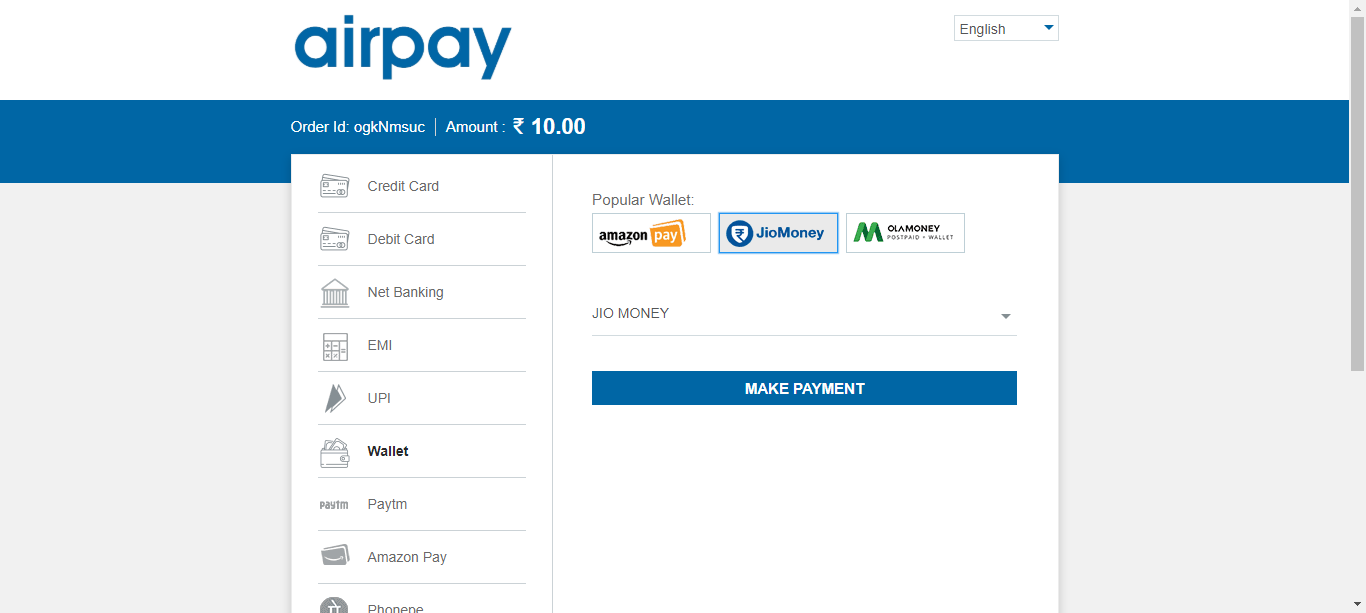 airpay
English
Order Id: ogkNmsuc Amount : ₹ 10.00
Credit Card
Debit Card
Net Banking
EMI
UPI
Wallet
paytm Paytm
Amazon Pay
Phonepe
Popular Wallet:
amazon pay JioMoney OLAMONEY
POSTPAID + WALLET
JIO MONEY
MAKE PAYMENT